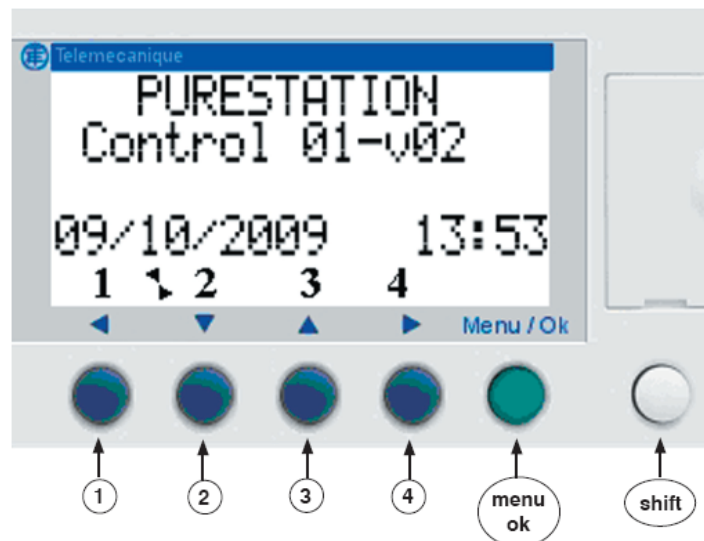 Telemecanique
PURESTATION
Control 01-v02
09/10/2009 13:53
1 2 3 4
Menu / Ok
1 2 3 4 menu ok shift